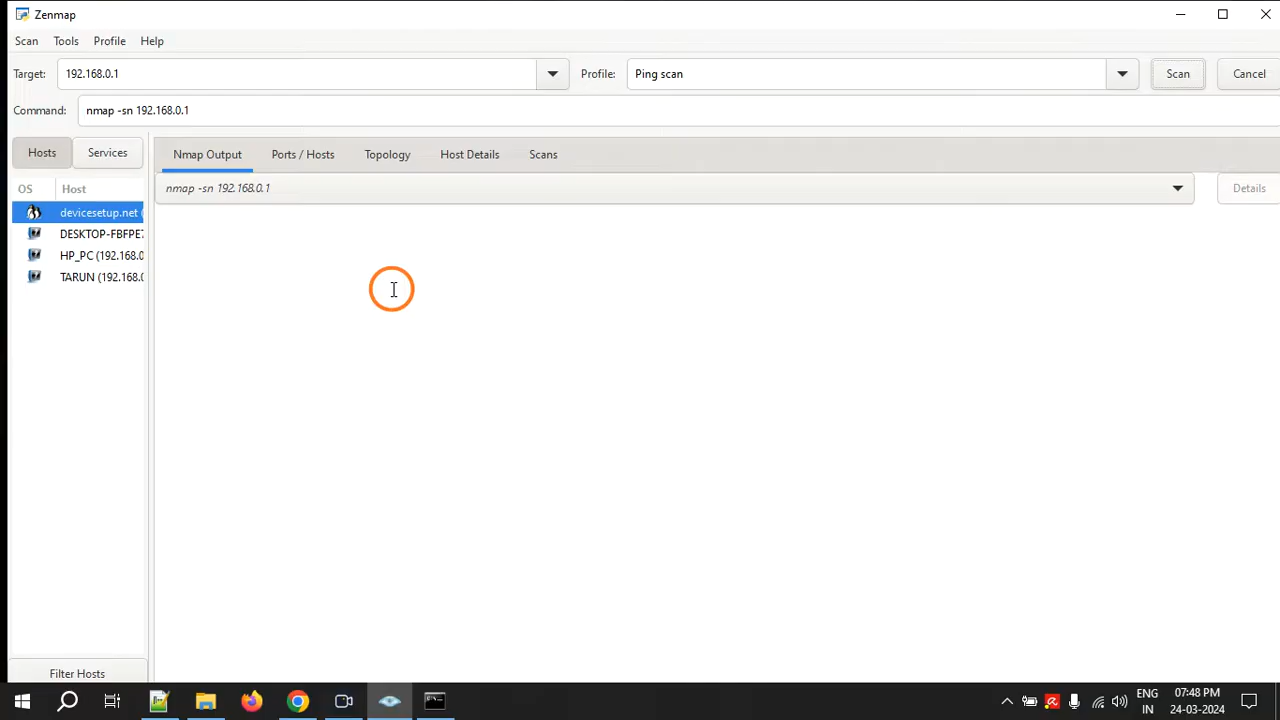 Zenmap
Scan Tools Profile Help
Target: 192.168.0.1 Profile: Ping scan Scan Cancel
Command: nmap -sn 192.168.0.1
Hosts Services Nmap Output Ports / Hosts Topology Host Details Scans
OS Host nmap -sn 192.168.0.1 Details
devicesetup.net (
DESKTOP-FBFPE7
HP_PC (192.168.0
TARUN (192.168.0
Filter Hosts
ENG 07:48 PM
IN 24-03-2024